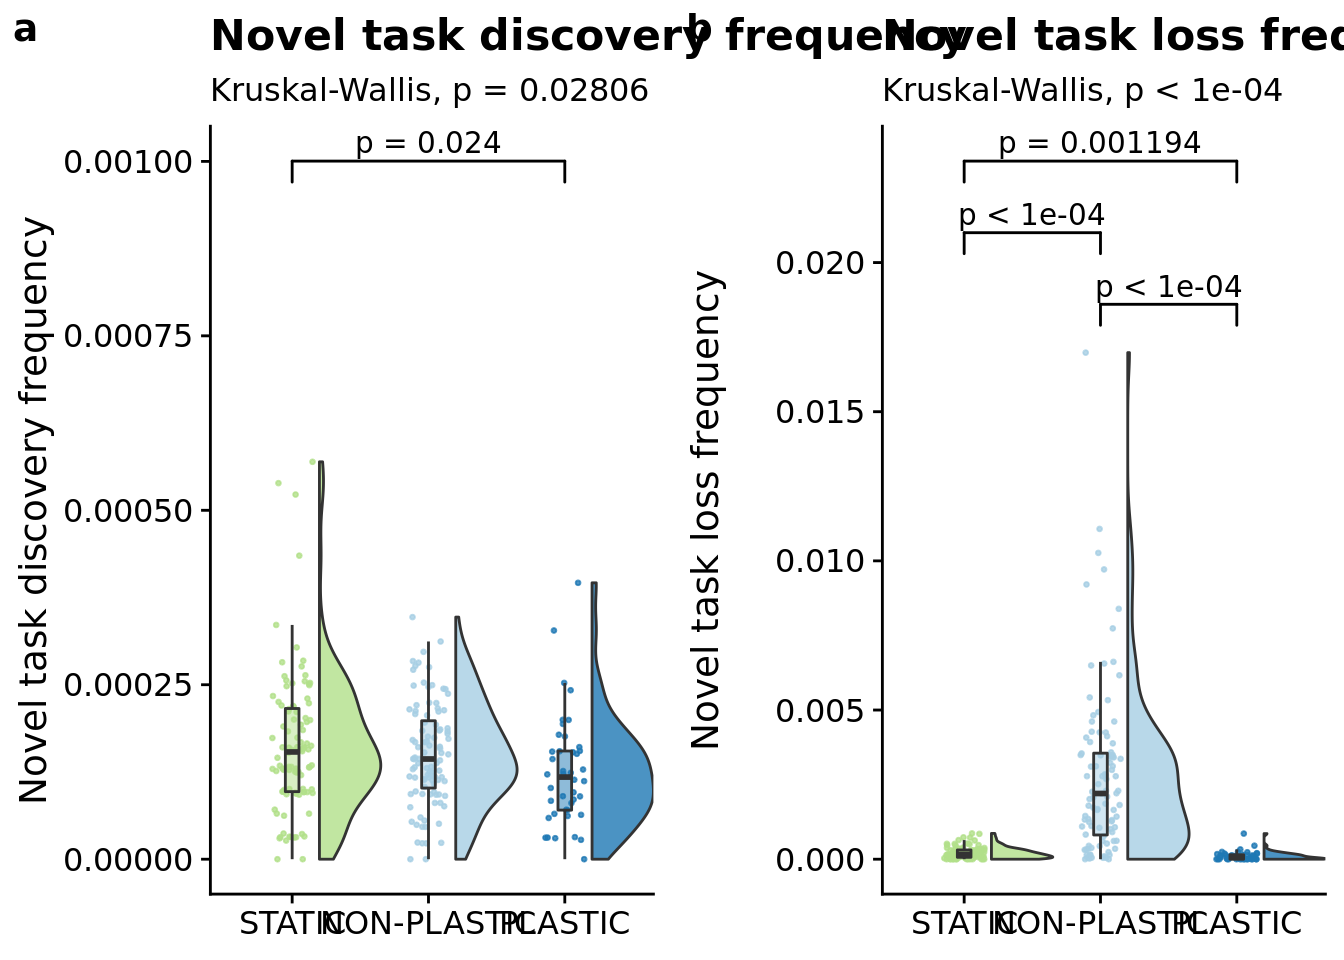 a
Novel task discovery frequency
Kruskal-Wallis, p = 0.02806
p = 0.024
0.00100
0.00075
0.00050
0.00025
0.00000
Novel task discovery frequency
STATIC
NON-PLASTIC
PLASTIC
b
Novel task loss freq
Kruskal-Wallis, p < 1e-04
p = 0.001194
p < 1e-04
p < 1e-04
0.020
0.015
0.010
0.005
0.000
Novel task loss frequency
STATIC
NON-PLASTIC
PLASTIC